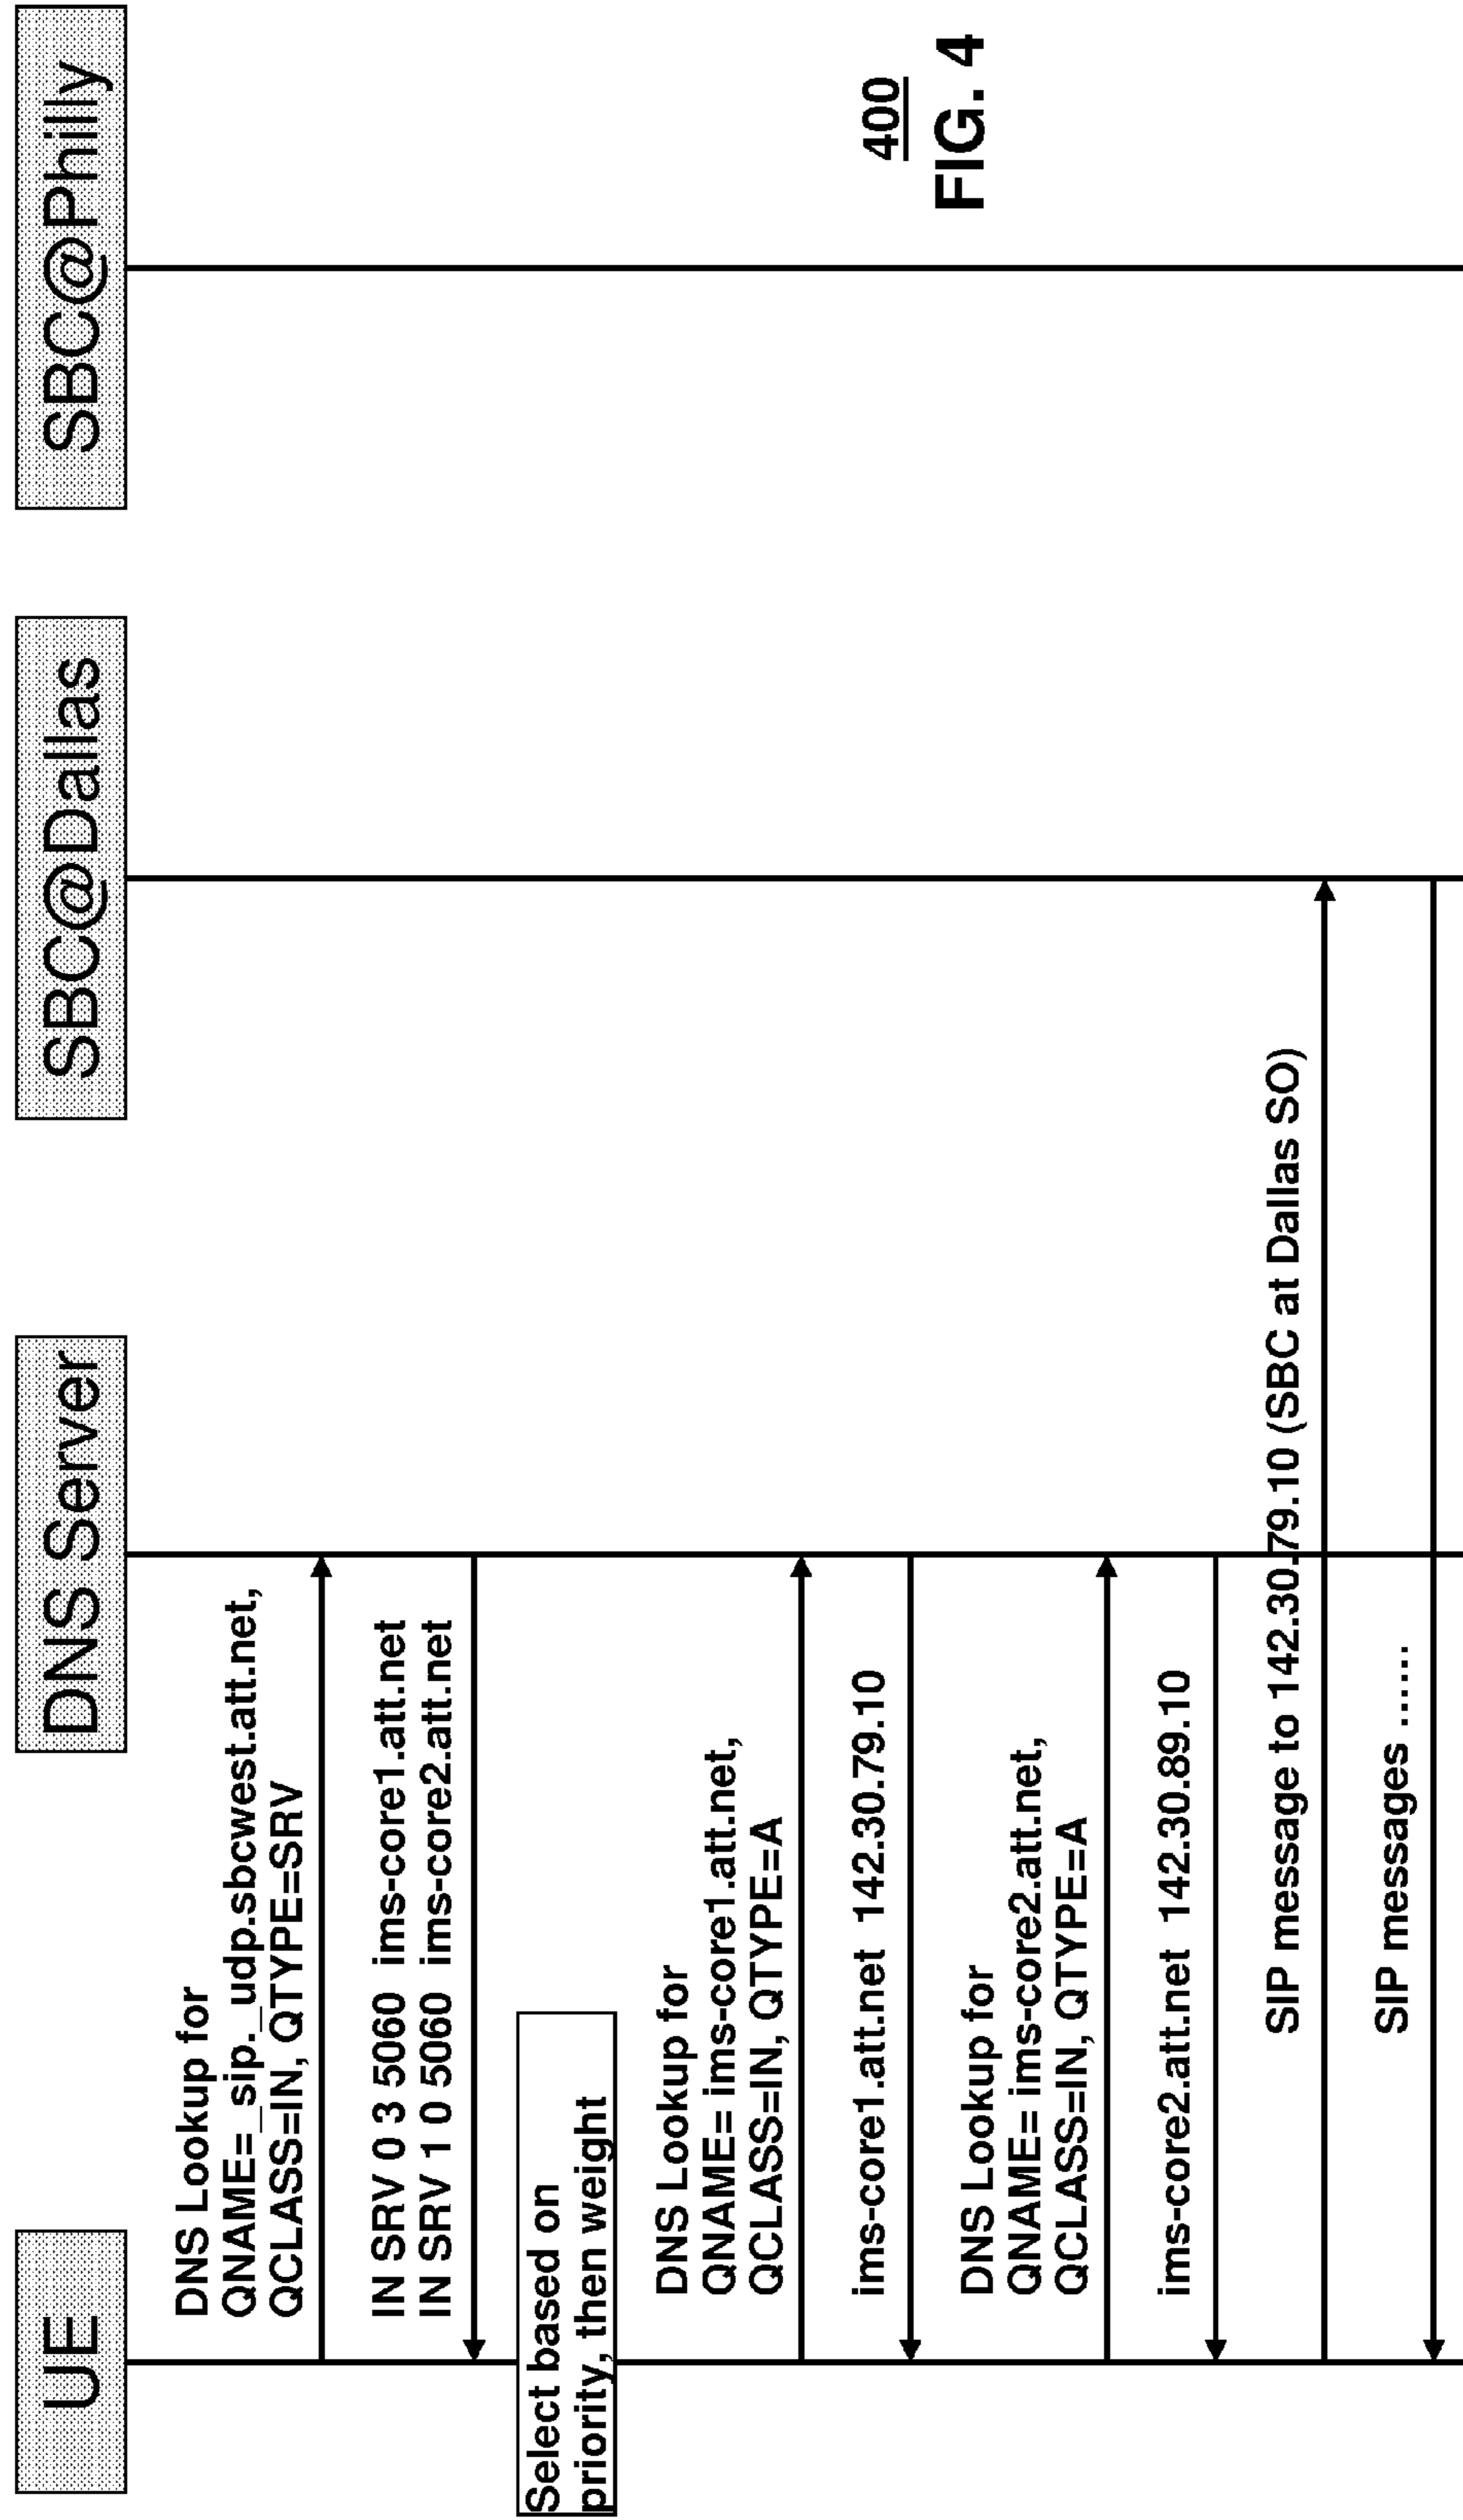 UE
DNS Server
SBC@Dallas
SBC@Philly
DNS Lookup for
QNAME=_sip._udp.sbcwest.att.net,
QCLASS=IN, QTYPE=SRV
IN SRV 0 3 5060 ims-core1.att.net
IN SRV 1 0 5060 ims-core2.att.net
Select based on
priority, then weight
DNS Lookup for
QNAME= ims-core1.att.net,
QCLASS=IN, QTYPE=A
ims-core1.att.net 142.30.79.10
DNS Lookup for
QNAME= ims-core2.att.net,
QCLASS=IN, QTYPE=A
ims-core2.att.net 142.30.89.10
SIP message to 142.30.79.10 (SBC at Dallas SO)
SIP messages ......
400
FIG. 4